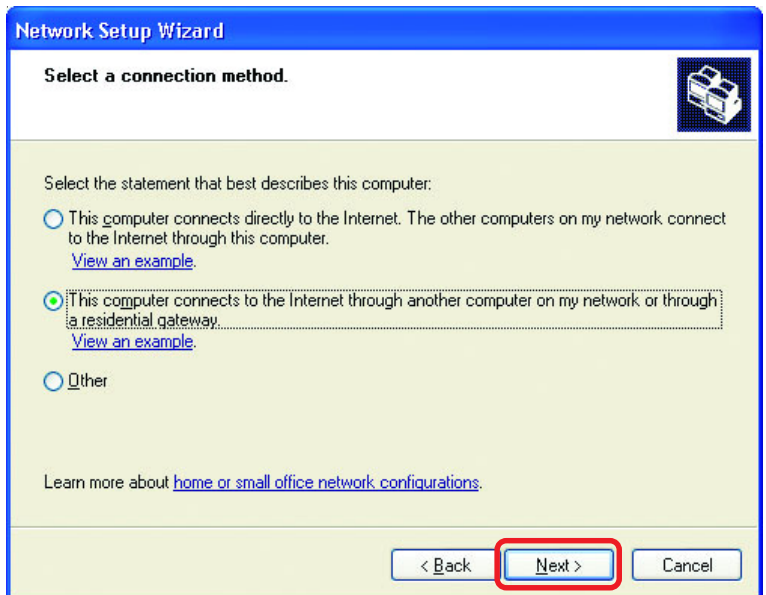 Network Setup Wizard
Select a connection method.
Select the statement that best describes this computer:
This computer connects directly to the Internet. The other computers on my network connect
to the Internet through this computer.
View an example.
This computer connects to the Internet through another computer on my network or through
a residential gateway.
View an example.
Other
Learn more about home or small office network configurations.
< Back Next > Cancel